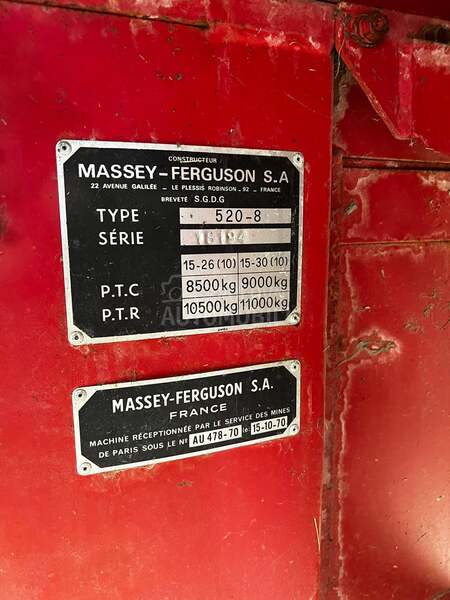 CONSTRUCTEUR
MASSEY-FERGUSON S.A
22 AVENUE GALILÉE - LE PLESSIS ROBINSON - 92 - FRANCE
BREVETÉ S.G.D.G
TYPE 520-8
SÉRIE
15-26 (10) 15-30 (10)
P.T.C 8500kg 9000kg
P.T.R 10500kg 11000kg
MASSEY-FERGUSON S.A.
FRANCE
MACHINE RÉCEPTIONNÉE PAR LE SERVICE DES MINES
DE PARIS SOUS LE No AU 478-70 le: 15-10-70